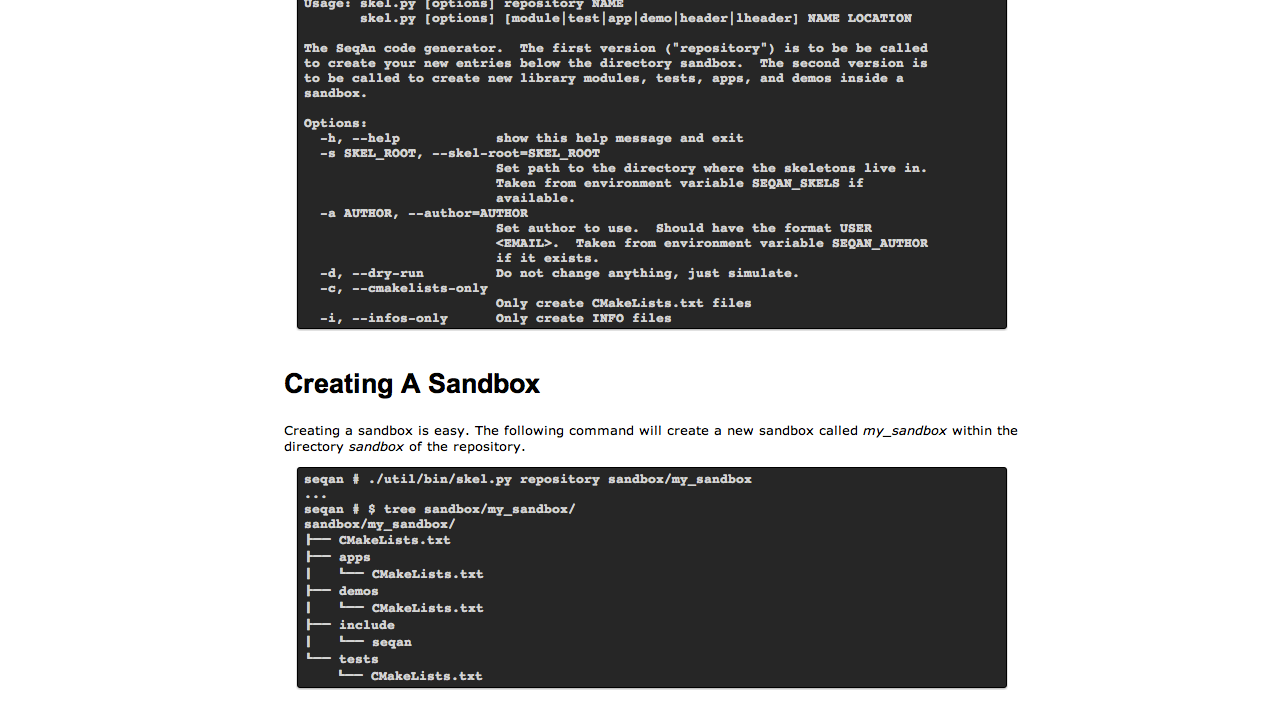 Usage: skel.py [options] repository NAME
       skel.py [options] [module|test|app|demo|header|lheader] NAME LOCATION
The SeqAn code generator.  The first version ("repository") is to be be called
to create your new entries below the directory sandbox.  The second version is
to be called to create new library modules, tests, apps, and demos inside a
sandbox.
Options:
  -h, --help            show this help message and exit
  -s SKEL_ROOT, --skel-root=SKEL_ROOT
                        Set path to the directory where the skeletons live in.
                        Taken from environment variable SEQAN_SKELS if
                        available.
  -a AUTHOR, --author=AUTHOR
                        Set author to use.  Should have the format USER
                        <EMAIL>.  Taken from environment variable SEQAN_AUTHOR
                        if it exists.
  -d, --dry-run         Do not change anything, just simulate.
  -c, --cmakelists-only
                        Only create CMakeLists.txt files
  -i, --infos-only      Only create INFO files
Creating A Sandbox
Creating a sandbox is easy. The following command will create a new sandbox called my_sandbox within the
directory sandbox of the repository.
seqan # ./util/bin/skel.py repository sandbox/my_sandbox
...
seqan # $ tree sandbox/my_sandbox/
sandbox/my_sandbox/
├── CMakeLists.txt
├── apps
│   └── CMakeLists.txt
├── demos
│   └── CMakeLists.txt
├── include
│   └── seqan
└── tests
    └── CMakeLists.txt